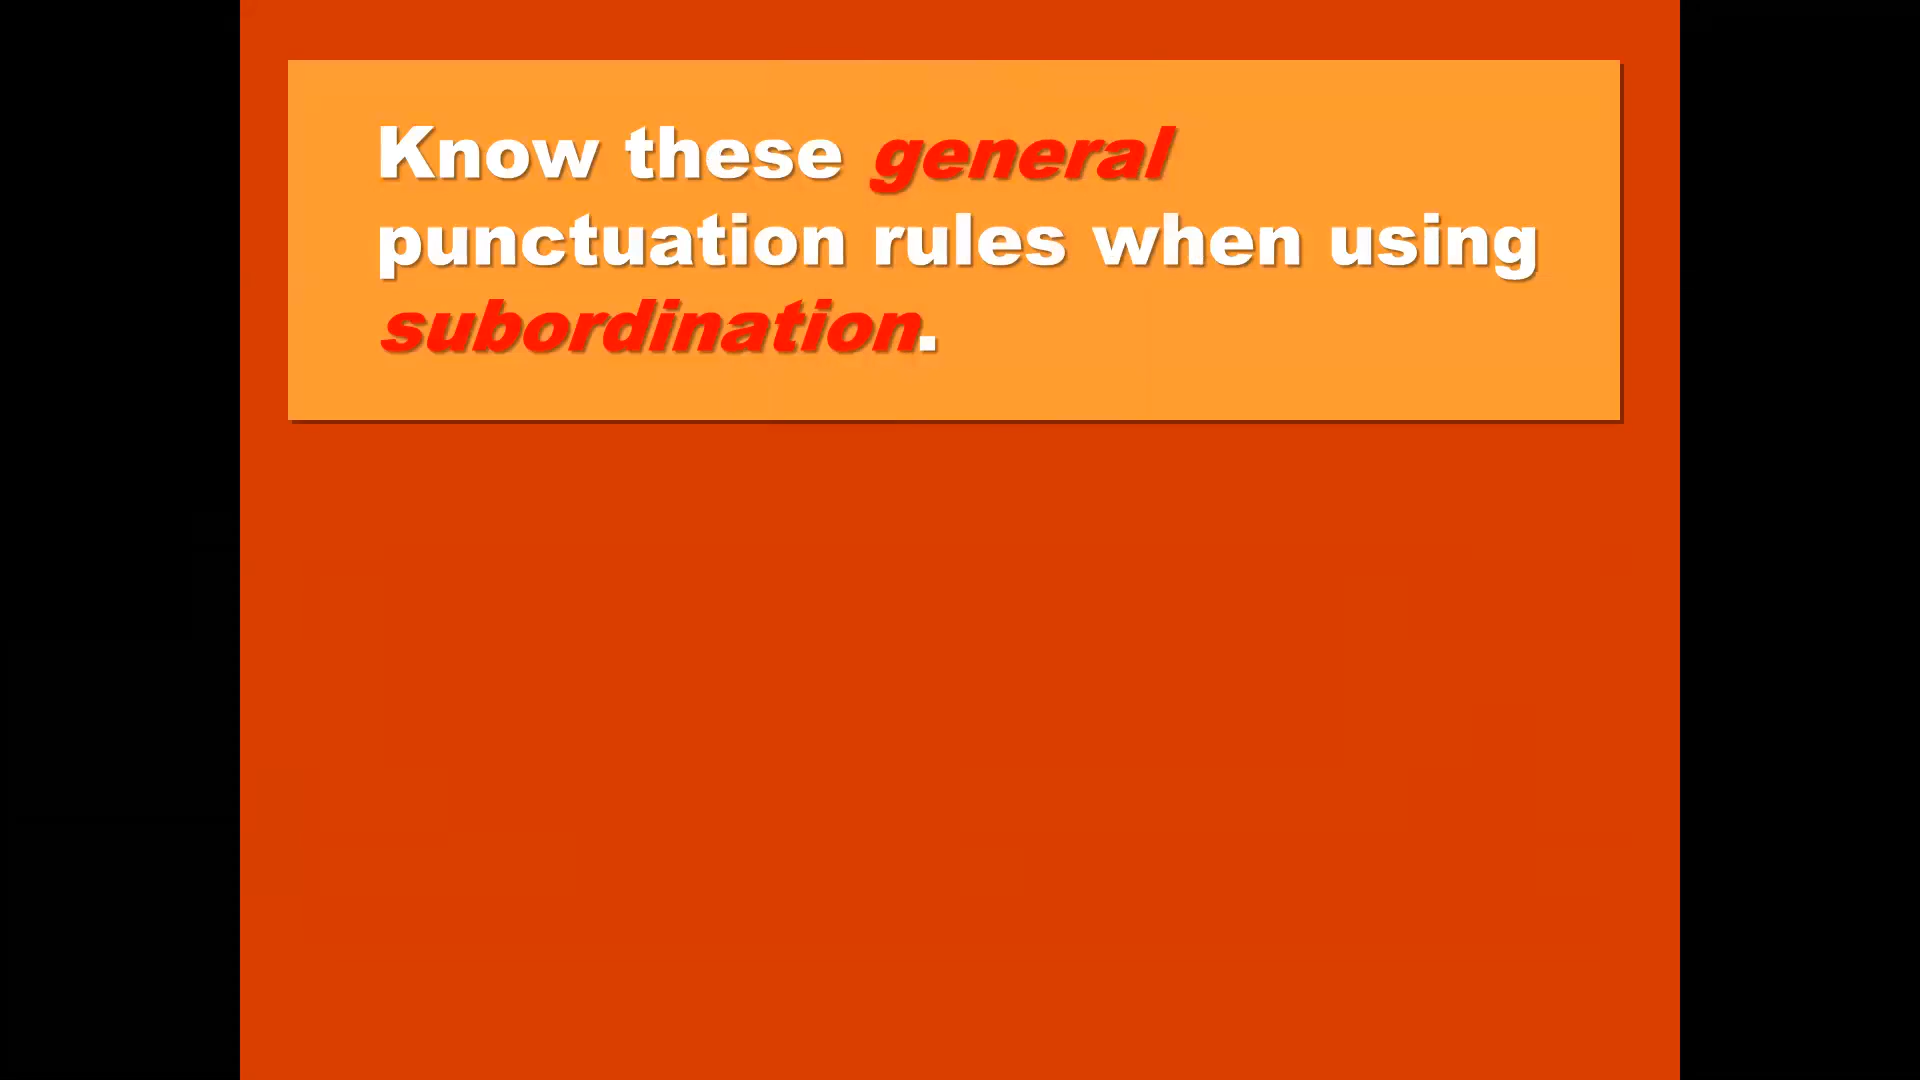 Know these general
punctuation rules when using
subordination.